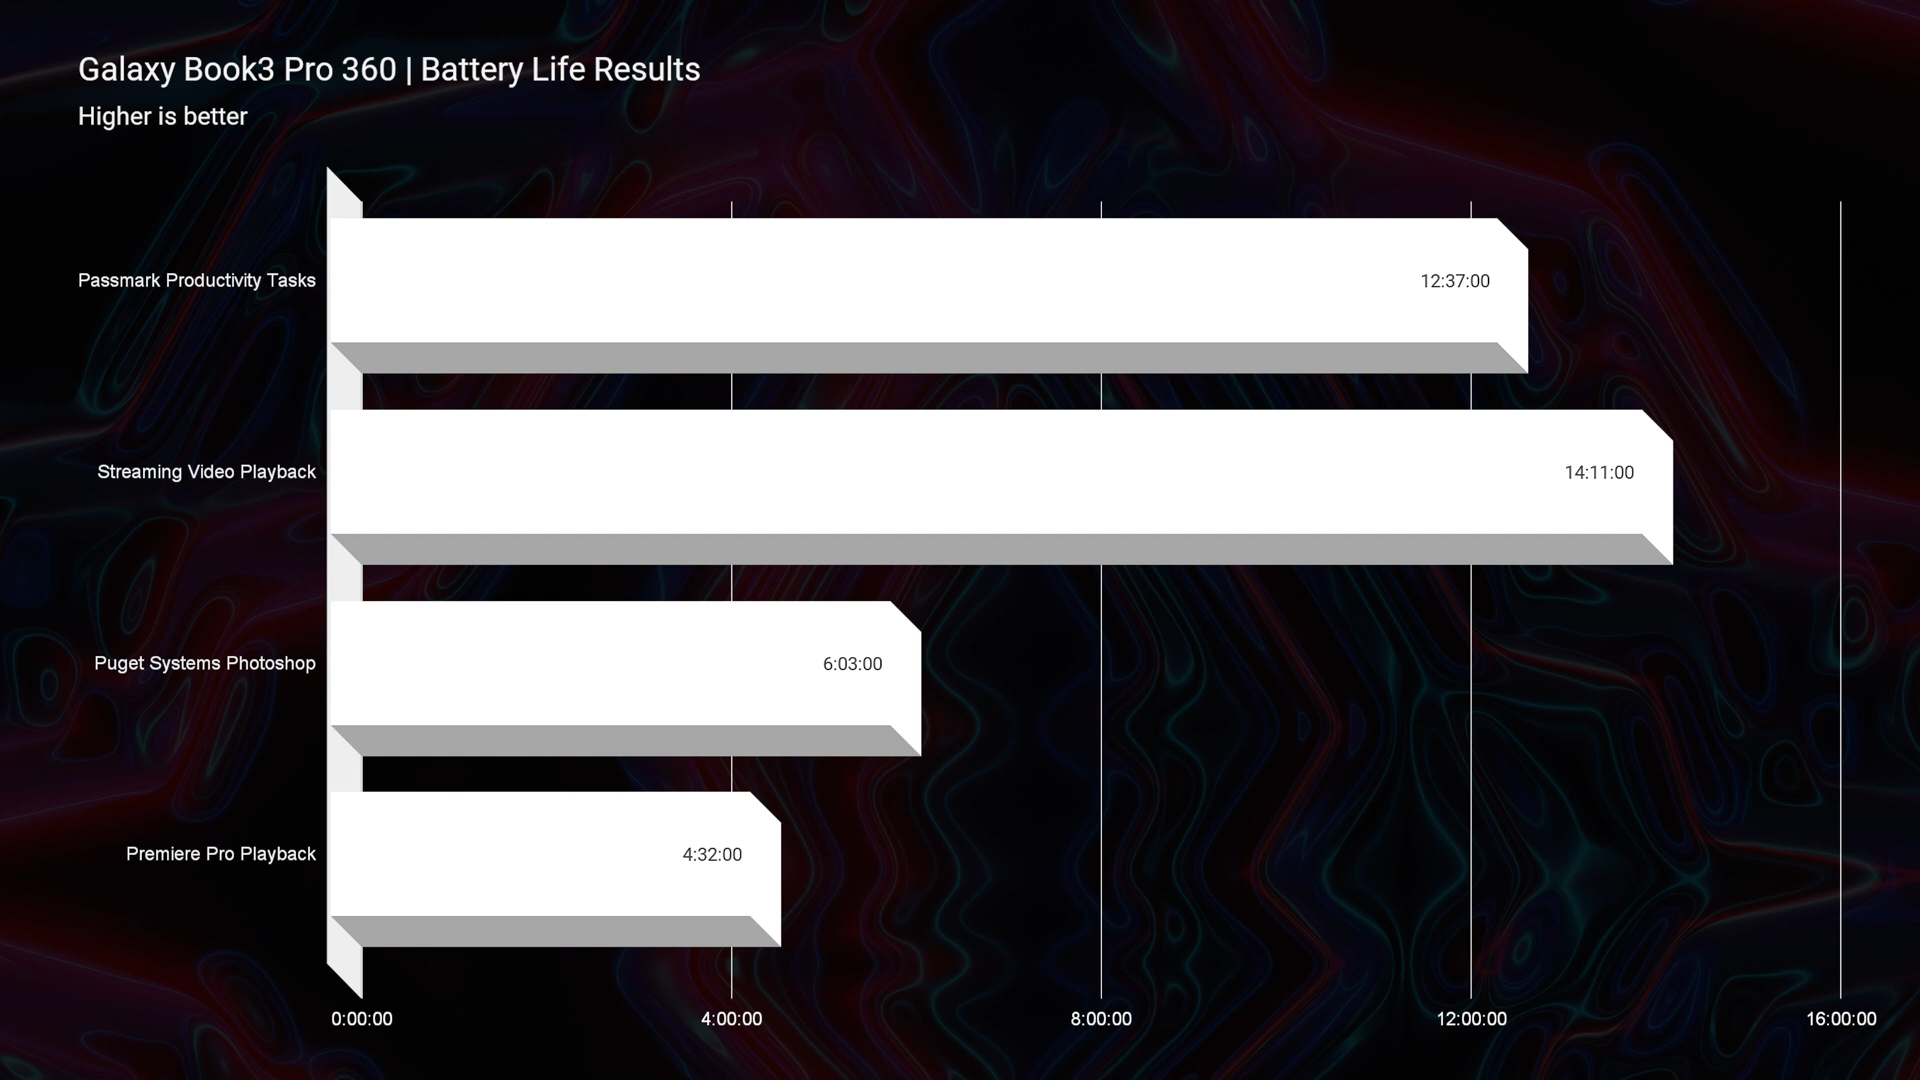 Galaxy Book3 Pro 360 | Battery Life Results
Higher is better
Passmark Productivity Tasks
12:37:00
Streaming Video Playback
14:11:00
Puget Systems Photoshop
6:03:00
Premiere Pro Playback
4:32:00
0:00:00
4:00:00
8:00:00
12:00:00
16:00:00